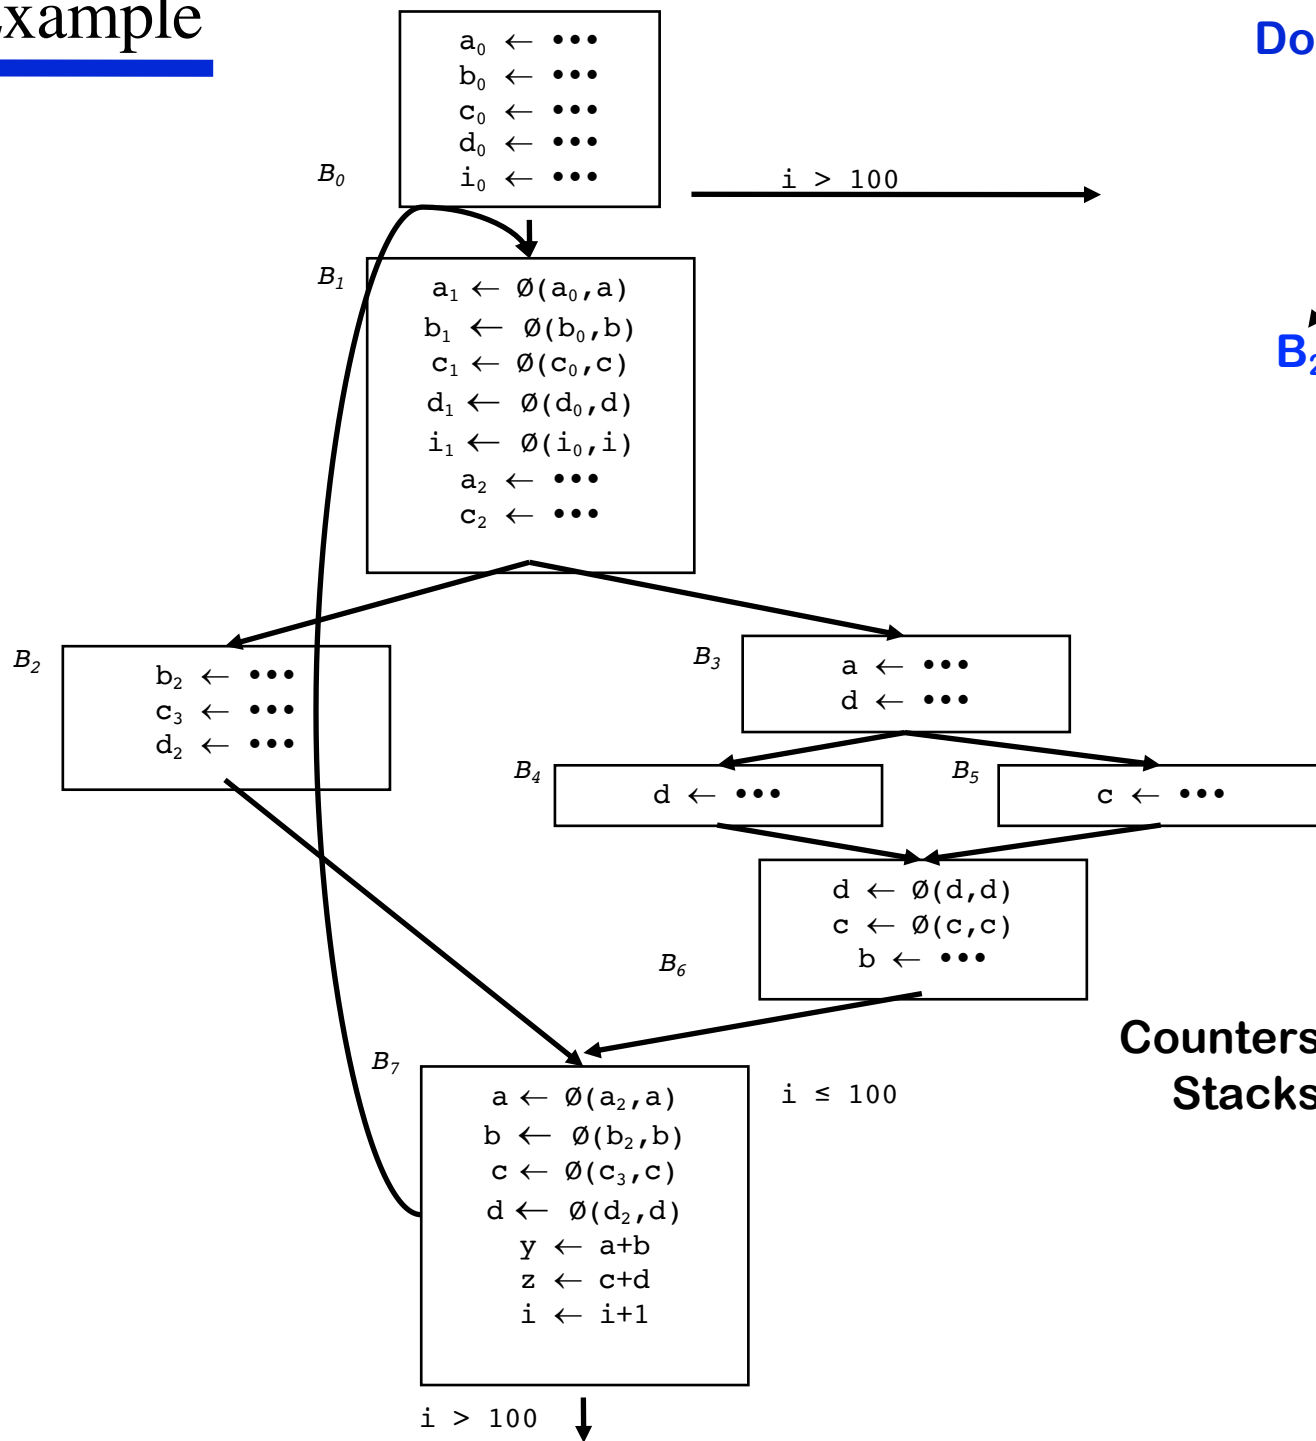 Example
Do
a₀ ← •••
b₀ ← •••
c₀ ← •••
d₀ ← •••
i₀ ← •••
B₀
i > 100
B₁
a₁ ← Ø(a₀,a)
b₁ ← Ø(b₀,b)
c₁ ← Ø(c₀,c)
d₁ ← Ø(d₀,d)
i₁ ← Ø(i₀,i)
a₂ ← •••
c₂ ← •••
B₂
B₂
b₂ ← •••
c₃ ← •••
d₂ ← •••
B₃
a ← •••
d ← •••
B₄
d ← •••
B₅
c ← •••
d ← Ø(d,d)
c ← Ø(c,c)
b ← •••
B₆
Counters
Stacks
B₇
i ≤ 100
a ← Ø(a₂,a)
b ← Ø(b₂,b)
c ← Ø(c₃,c)
d ← Ø(d₂,d)
y ← a+b
z ← c+d
i ← i+1
i > 100